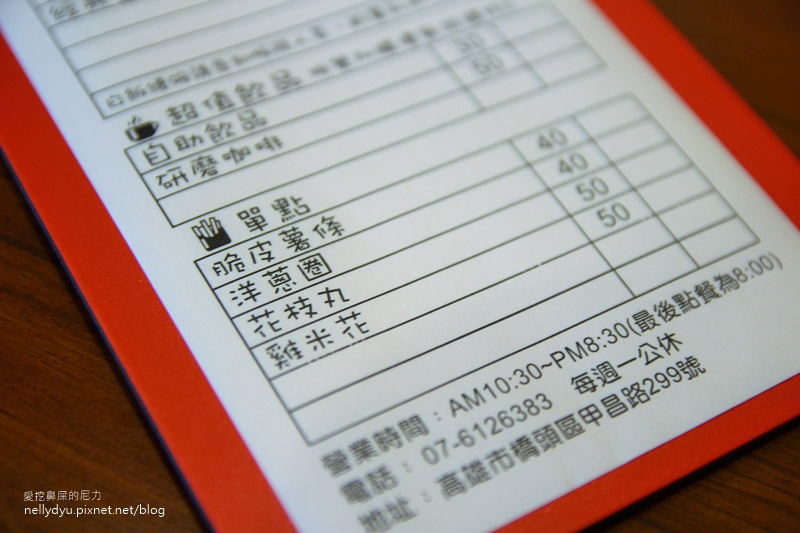 超值飲品
自助飲品 30
研磨咖啡 50
單點
脆皮薯條 40
洋蔥圈 40
花枝丸 50
雞米花 50
營業時間：AM10:30~PM8:30(最後點餐為8:00)
電話：07-6126383 每週一公休
地址：高雄市橋頭區甲昌路299號
愛挖鼻屎的尼力
nellydyu.pixnet.net/blog